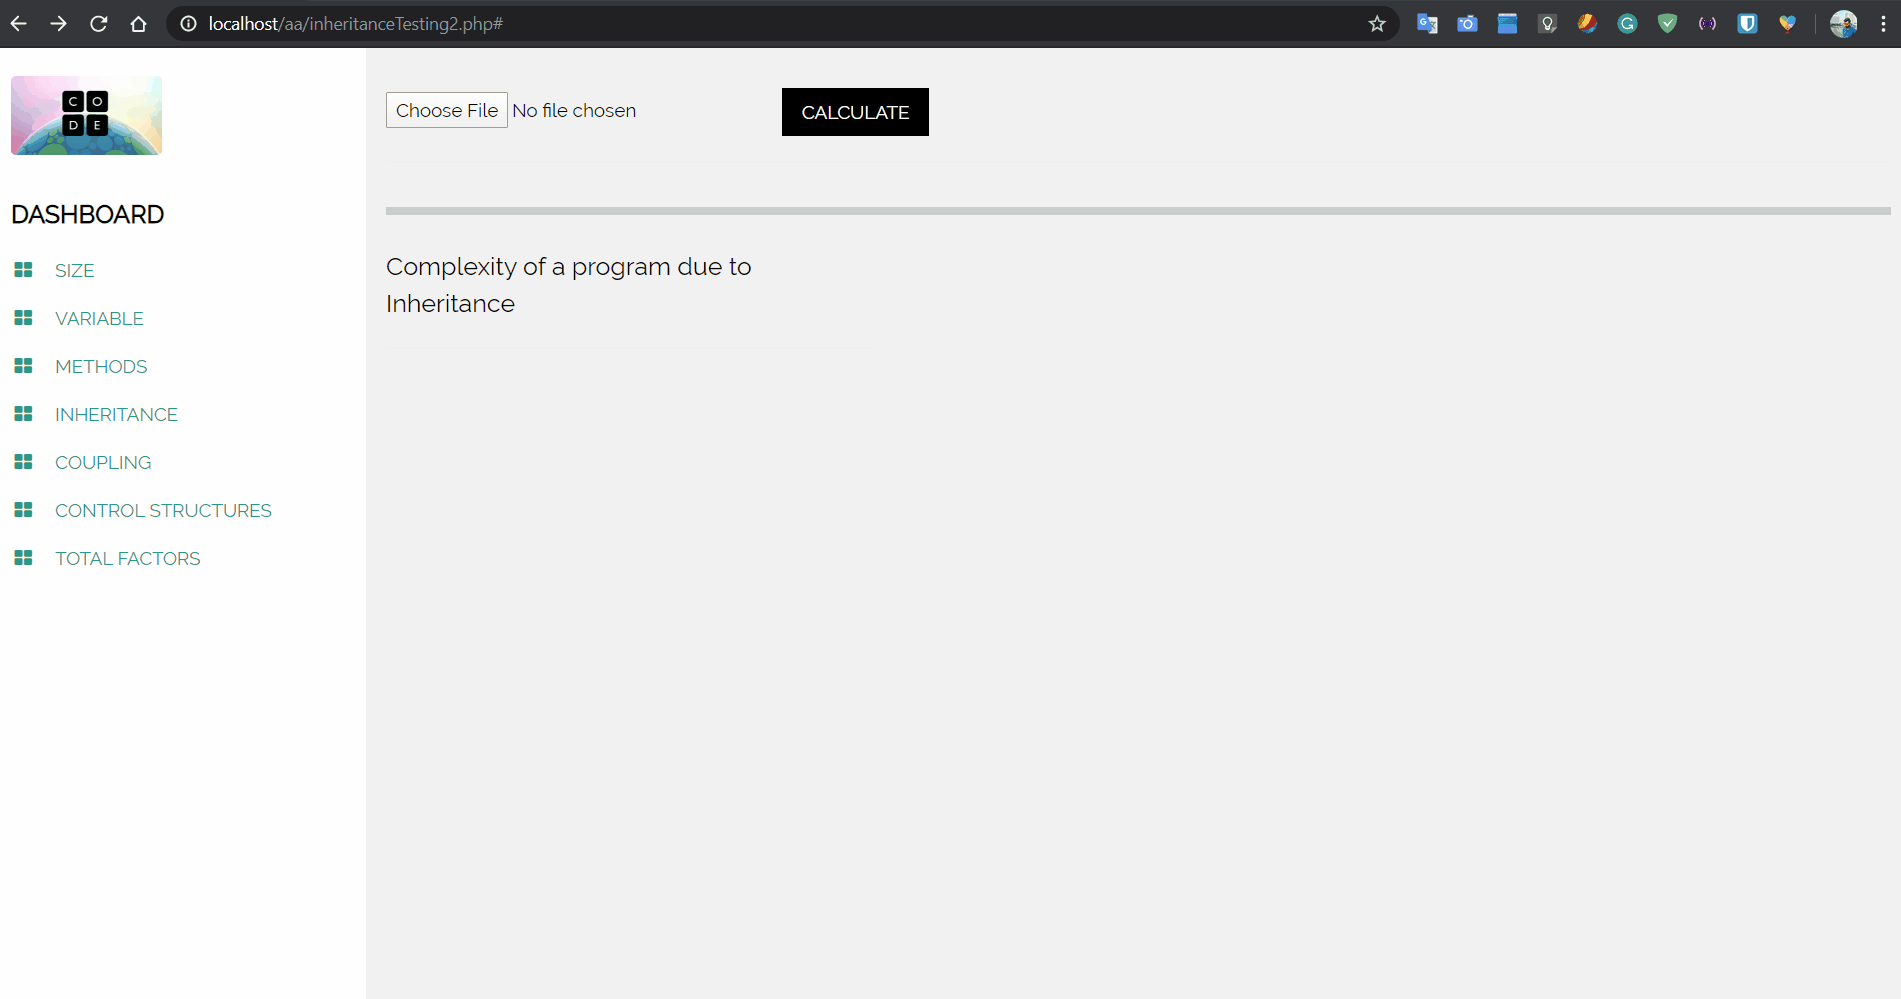 localhost/aa/inheritanceTesting2.php#
C O
D E
Choose File No file chosen
CALCULATE
DASHBOARD
SIZE
VARIABLE
METHODS
INHERITANCE
COUPLING
CONTROL STRUCTURES
TOTAL FACTORS
Complexity of a program due to
Inheritance